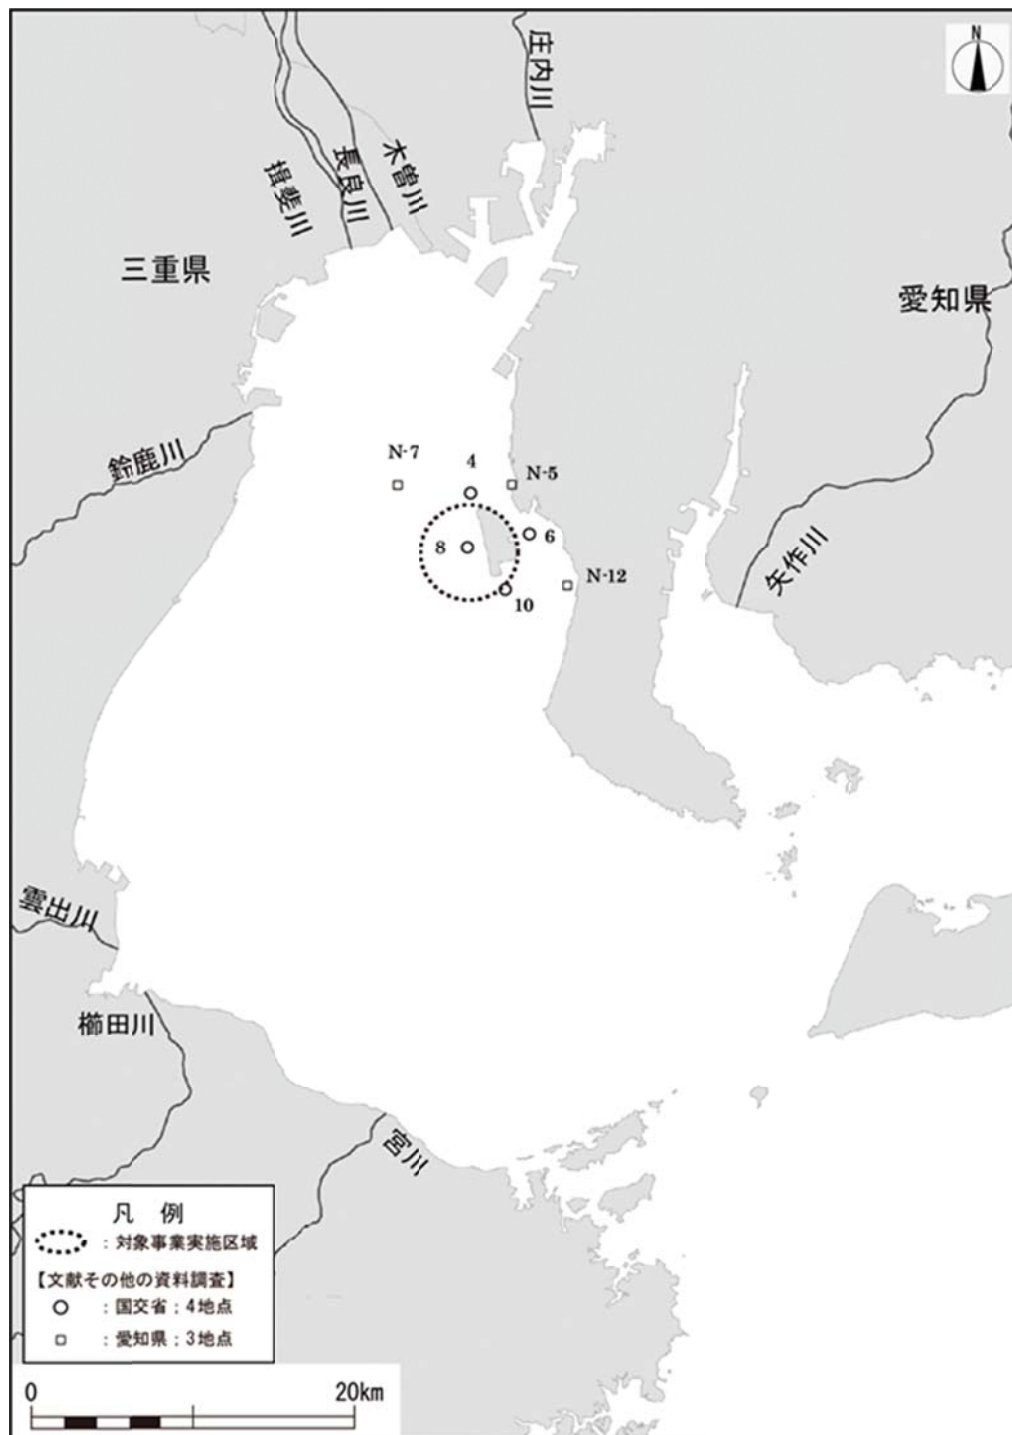 N
庄内川
木曽川
長良川
揖斐川
三重県
愛知県
鈴鹿川
N-7
4
N-5
8
6
10
N-12
矢作川
雲出川
櫛田川
宮川
凡 例
：対象事業実施区域
【文献その他の資料調査】
：国交省；4地点
：愛知県；3地点
0
20km